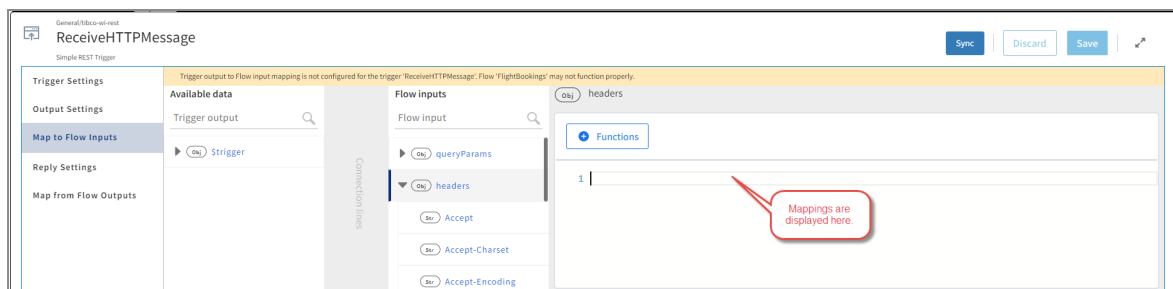 General/tibco-wi-rest
ReceiveHTTPMessage
Simple REST Trigger
Sync
Discard
Save
Trigger Settings
Output Settings
Map to Flow Inputs
Reply Settings
Map from Flow Outputs
Trigger output to Flow input mapping is not configured for the trigger 'ReceiveHTTPMessage'. Flow 'FlightBookings' may not function properly.
Available data
Trigger output
Obj $trigger
Connection lines
Flow inputs
Flow input
Obj queryParams
Obj headers
Str Accept
Str Accept-Charset
Str Accept-Encoding
Obj headers
Functions
1
Mappings are
displayed here.